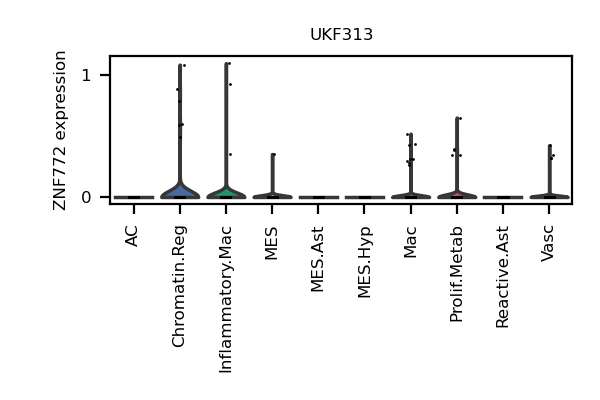 UKF313
ZNF772 expression
1
0
AC
Chromatin.Reg
Inflammatory.Mac
MES
MES.Ast
MES.Hyp
Mac
Prolif.Metab
Reactive.Ast
Vasc